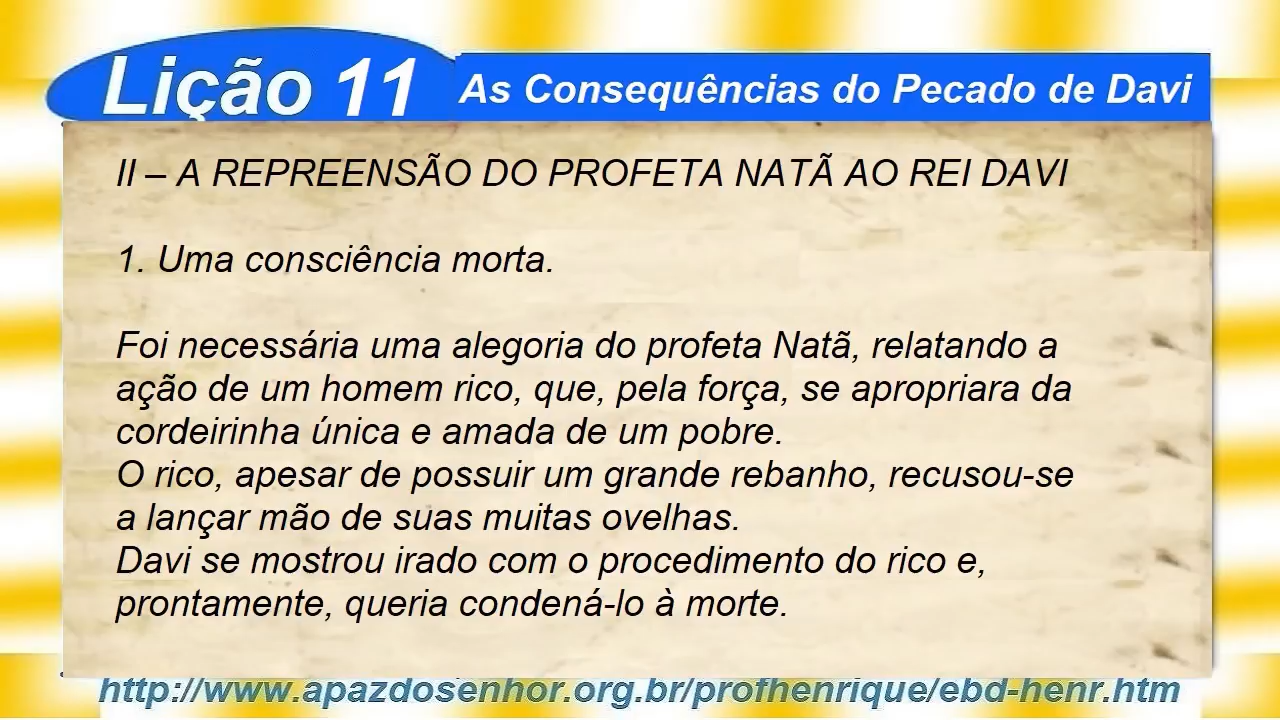 Lição 11
As Consequências do Pecado de Davi
II – A REPREENSÃO DO PROFETA NATÃ AO REI DAVI
1. Uma consciência morta.
Foi necessária uma alegoria do profeta Natã, relatando a
ação de um homem rico, que, pela força, se apropriara da
cordeirinha única e amada de um pobre.
O rico, apesar de possuir um grande rebanho, recusou-se
a lançar mão de suas muitas ovelhas.
Davi se mostrou irado com o procedimento do rico e,
prontamente, queria condená-lo à morte.
http://www.apazdosenhor.org.br/profhenrique/ebd-henr.htm